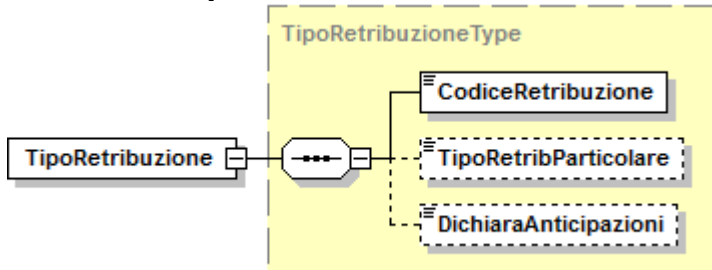 TipoRetribuzioneType
CodiceRetribuzione
TipoRetribuzione
TipoRetribParticolare
DichiaraAnticipazioni